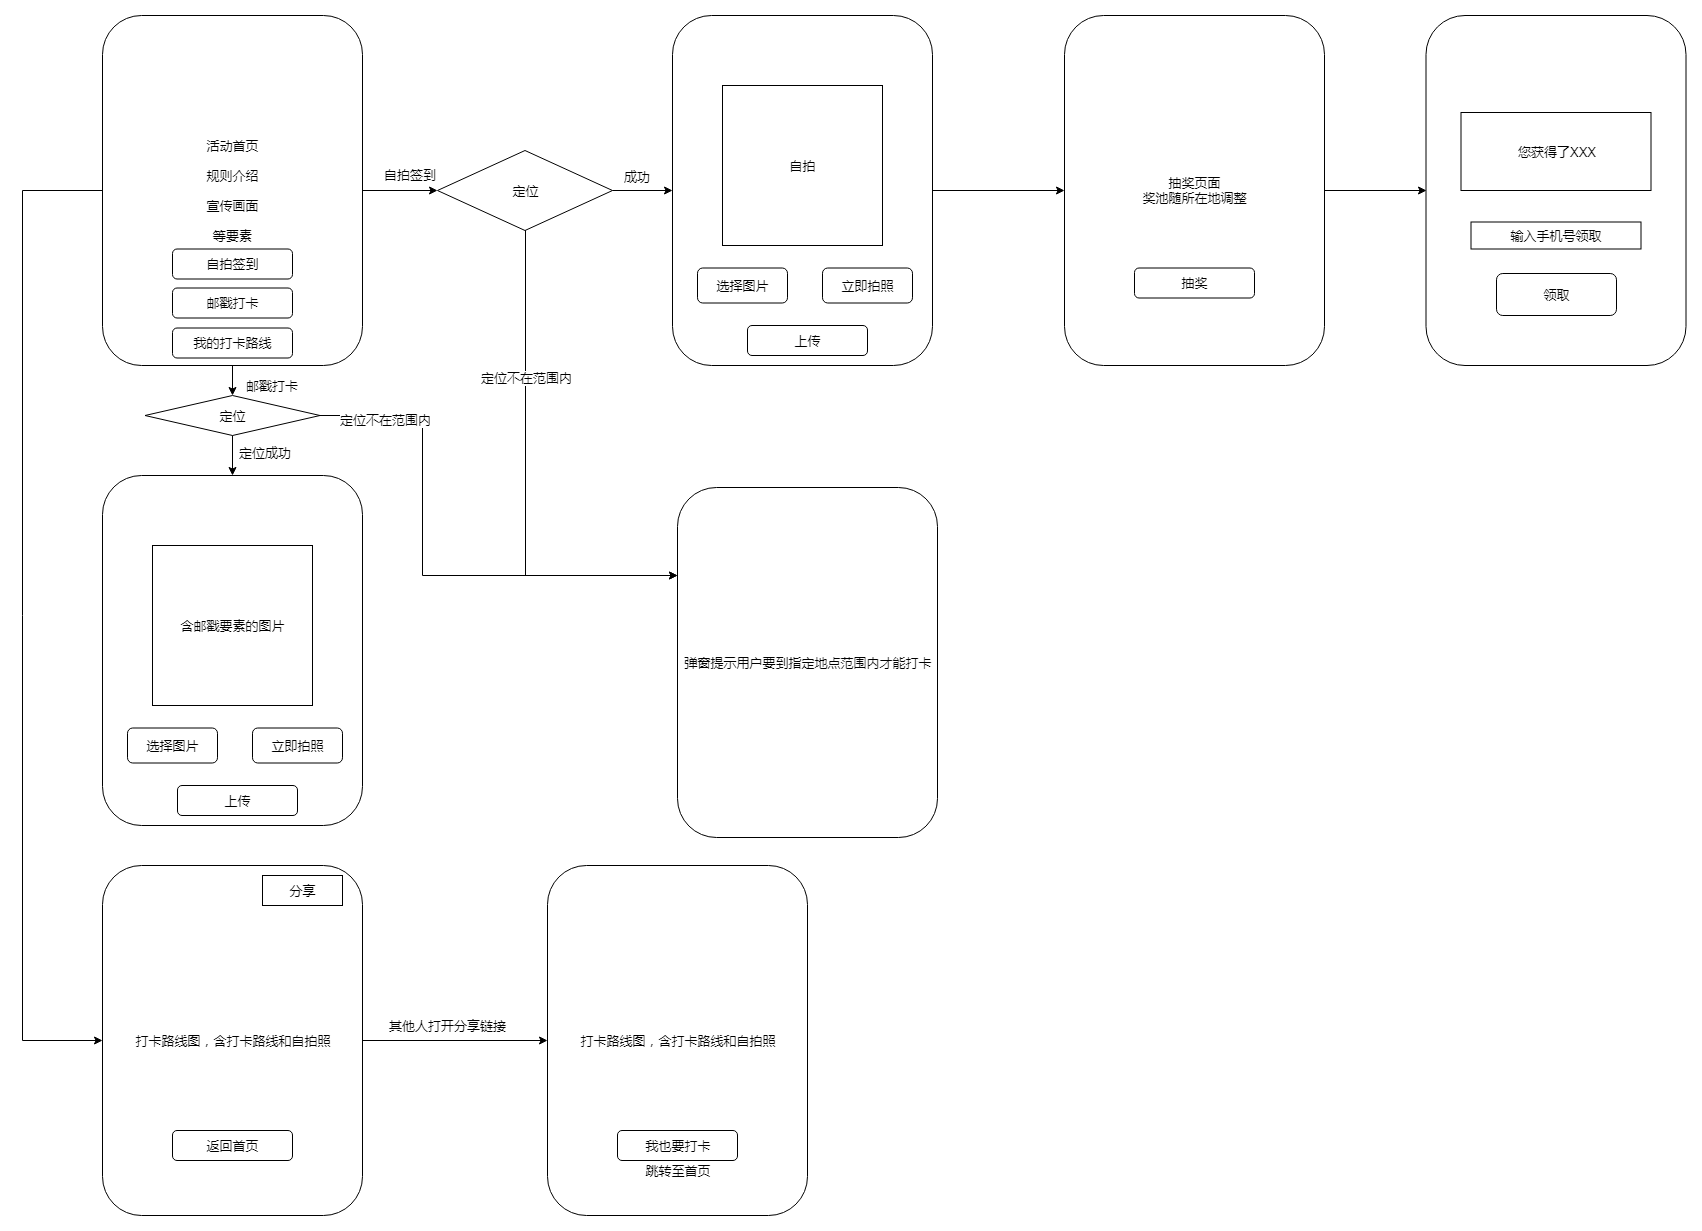 活动首页
规则介绍
宣传画面
等要素
自拍签到
邮戳打卡
我的打卡路线
自拍签到
定位
成功
自拍
选择图片
立即拍照
上传
抽奖页面
奖池随所在地调整
抽奖
您获得了XXX
输入手机号领取
领取
邮戳打卡
定位
定位不在范围内
定位不在范围内
定位成功
含邮戳要素的图片
选择图片
立即拍照
上传
弹窗提示用户要到指定地点范围内才能打卡
分享
打卡路线图，含打卡路线和自拍照
返回首页
其他人打开分享链接
打卡路线图，含打卡路线和自拍照
我也要打卡
跳转至首页